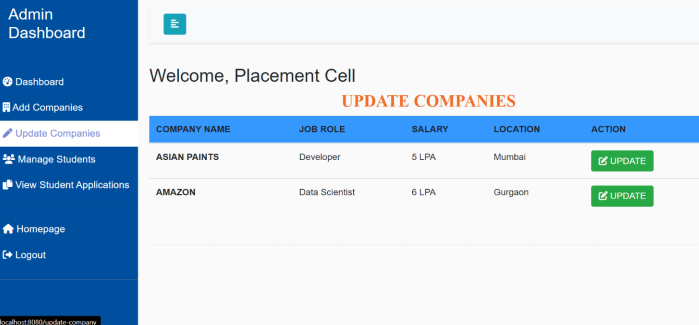 Admin
Dashboard
Dashboard
Add Companies
Update Companies
Manage Students
View Student Applications
Homepage
Logout
localhost:8080/update-company
Welcome, Placement Cell
UPDATE COMPANIES
COMPANY NAME JOB ROLE SALARY LOCATION ACTION
ASIAN PAINTS Developer 5 LPA Mumbai UPDATE
AMAZON Data Scientist 6 LPA Gurgaon UPDATE